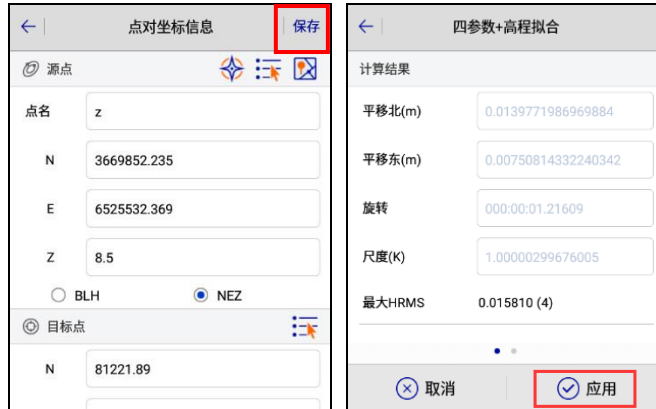 点对坐标信息
保存
源点
点名
z
N
3669852.235
E
6525532.369
Z
8.5
BLH
NEZ
目标点
N
81221.89
四参数+高程拟合
计算结果
平移北(m)
0.0139771986969884
平移东(m)
0.00750814332240342
旋转
000:00:01.21609
尺度(K)
1.00000299676005
最大HRMS
0.015810 (4)
取消
应用